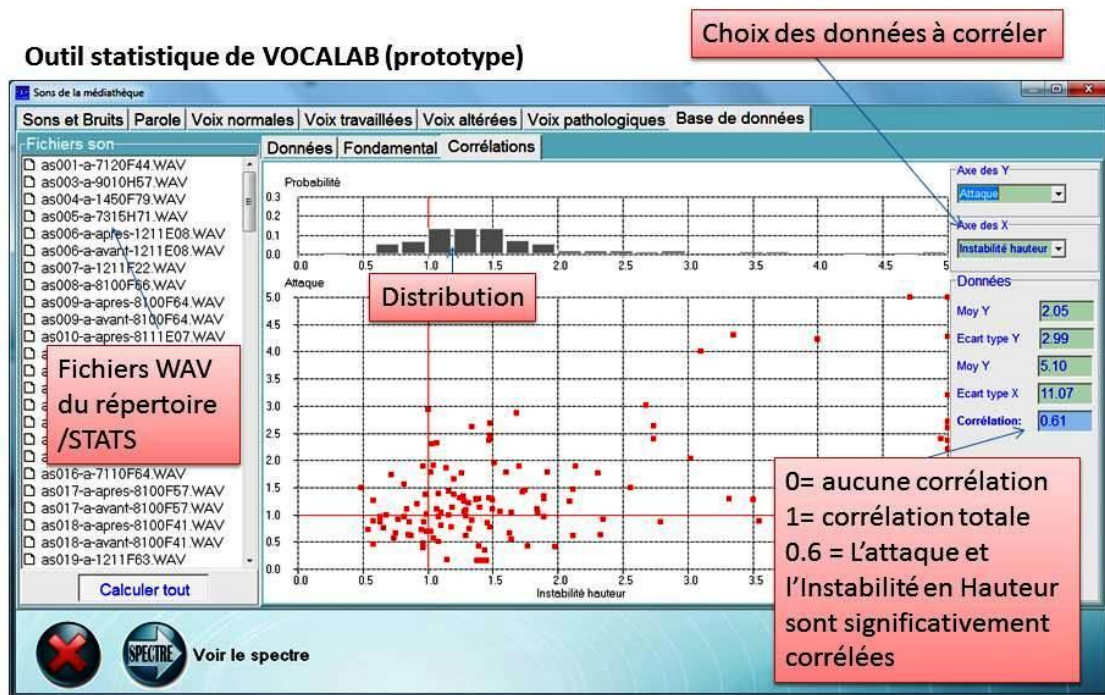 Choix des données à corréler
Outil statistique de VOCALAB (prototype)
Sons de la médiathèque
Sons et Bruits Parole Voix normales Voix travaillées Voix altérées Voix pathologiques Base de données
Fichiers son
as001-a-7120F44.WAV
as003-a-9010H57.WAV
as004-a-1450F79.WAV
as005-a-7315H71.WAV
as006-a-apres-1211E08.WAV
as006-a-avant-1211E08.WAV
as007-a-1211F22.WAV
as008-a-8100F66.WAV
as009-a-apres-8100F64.WAV
as009-a-avant-8100F64.WAV
as010-a-apres-8111E07.WAV
Fichiers WAV
du répertoire
/STATS
as016-a-7110F64.WAV
as017-a-apres-8100F57.WAV
as017-a-avant-8100F57.WAV
as018-a-apres-8100F41.WAV
as018-a-avant-8100F41.WAV
as019-a-1211F63.WAV
Calculer tout
Données Fondamental Corrélations
Probabilité
0.3
0.2
0.1
0.0
0.0 0.5 1.0 1.5 2.0 2.5 3.0 3.5 4.0 4.5 5
Distribution
Attaque
5.0
4.5
4.0
3.5
3.0
2.5
2.0
1.5
1.0
0.5
0.0
0.0 0.5 1.0 1.5 2.0 2.5 3.0 3.5
Instabilité hauteur
Axe des Y
Attaque
Axe des X
Instabilité hauteur
Données
Moy Y 2.05
Ecart type Y 2.99
Moy Y 5.10
Ecart type X 11.07
Corrélation: 0.61
0= aucune corrélation
1= corrélation totale
0.6 = L'attaque et
l'Instabilité en Hauteur
sont significativement
corrélées
SPECTRE Voir le spectre